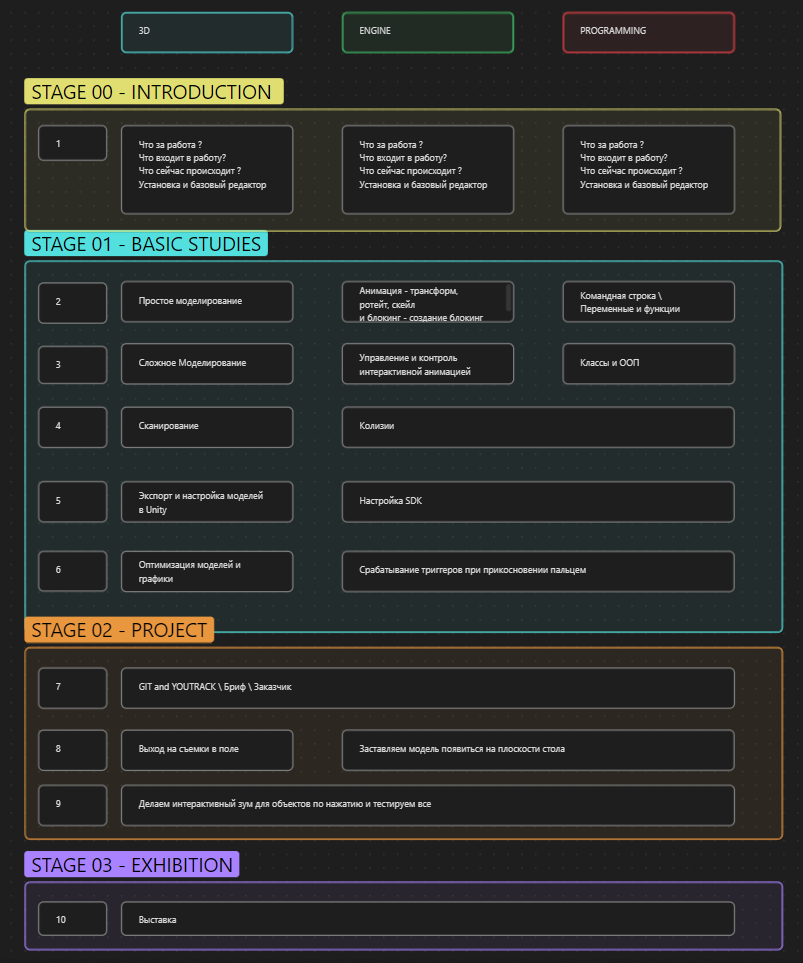 3D
ENGINE
PROGRAMMING
STAGE 00 - INTRODUCTION
1
Что за работа ?
Что входит в работу?
Что сейчас происходит ?
Установка и базовый редактор
Что за работа ?
Что входит в работу?
Что сейчас происходит ?
Установка и базовый редактор
Что за работа ?
Что входит в работу?
Что сейчас происходит ?
Установка и базовый редактор
STAGE 01 - BASIC STUDIES
2
Простое моделирование
Анимация - трансформ,
ротейт, скейл
и блокинг - создание блокинг
Командная строка \
Переменные и функции
3
Сложное Моделирование
Управление и контроль
интерактивной анимацией
Классы и ООП
4
Сканирование
Колизии
5
Экспорт и настройка моделей
в Unity
Настройка SDK
6
Оптимизация моделей и
графики
Срабатывание триггеров при прикосновении пальцем
STAGE 02 - PROJECT
7
GIT and YOUTRACK \ Бриф \ Заказчик
8
Выход на съемки в поле
Заставляем модель появиться на плоскости стола
9
Делаем интерактивный зум для объектов по нажатию и тестируем все
STAGE 03 - EXHIBITION
10
Выставка